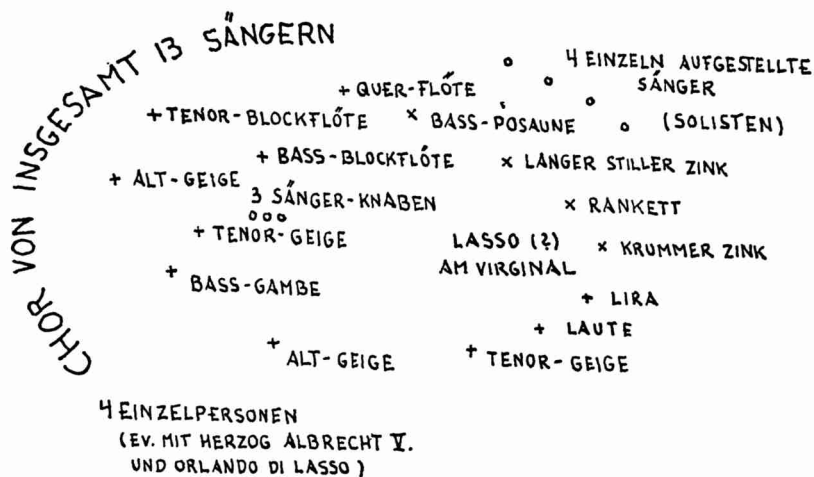 CHOR VON INSGESAMT 13 SÄNGERN
4 EINZELN AUFGESTELLTE
SÄNGER
(SOLISTEN)
+ QUER-FLÖTE
+ TENOR-BLOCKFLÖTE × BASS-POSAUNE
+ BASS-BLOCKFLÖTE × LANGER STILLER ZINK
+ ALT-GEIGE
3 SÄNGER-KNABEN × RANKETT
+ TENOR-GEIGE LASSO (?) × KRUMMER ZINK
AM VIRGINAL
+ BASS-GAMBE
+ LIRA
+ LAUTE
+ ALT-GEIGE + TENOR-GEIGE
4 EINZELPERSONEN
(EV. MIT HERZOG ALBRECHT V.
UND ORLANDO DI LASSO)